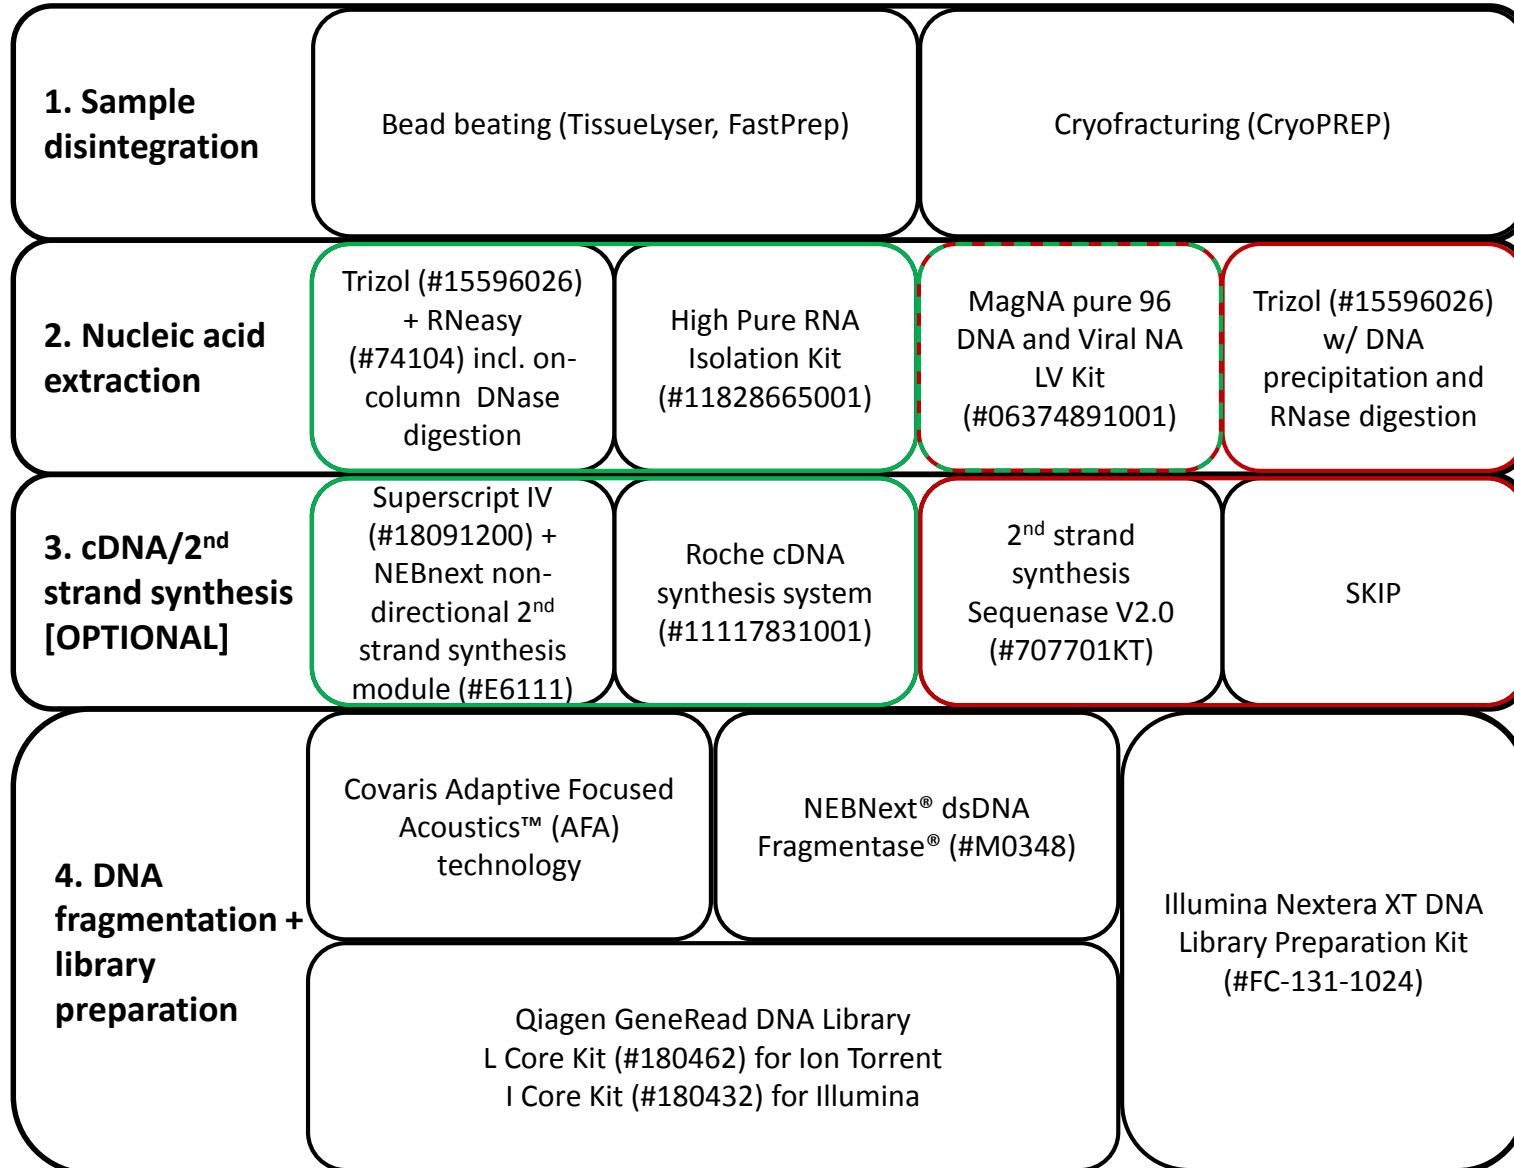 1. Sample
disintegration
Bead beating (TissueLyser, FastPrep)
Cryofracturing (CryoPREP)
2. Nucleic acid
extraction
Trizol (#15596026)
+ RNeasy
(#74104) incl. on-
column DNase
digestion
High Pure RNA
Isolation Kit
(#11828665001)
MagNA pure 96
DNA and Viral NA
LV Kit
(#06374891001)
Trizol (#15596026)
w/ DNA
precipitation and
RNase digestion
3. cDNA/2nd
strand synthesis
[OPTIONAL]
Superscript IV
(#18091200) +
NEBnext non-
directional 2nd
strand synthesis
module (#E6111)
Roche cDNA
synthesis system
(#11117831001)
2nd strand
synthesis
Sequenase V2.0
(#707701KT)
SKIP
4. DNA
fragmentation +
library
preparation
Covaris Adaptive Focused
Acoustics™ (AFA)
technology
NEBNext® dsDNA
Fragmentase® (#M0348)
Qiagen GeneRead DNA Library
L Core Kit (#180462) for Ion Torrent
I Core Kit (#180432) for Illumina
Illumina Nextera XT DNA
Library Preparation Kit
(#FC-131-1024)